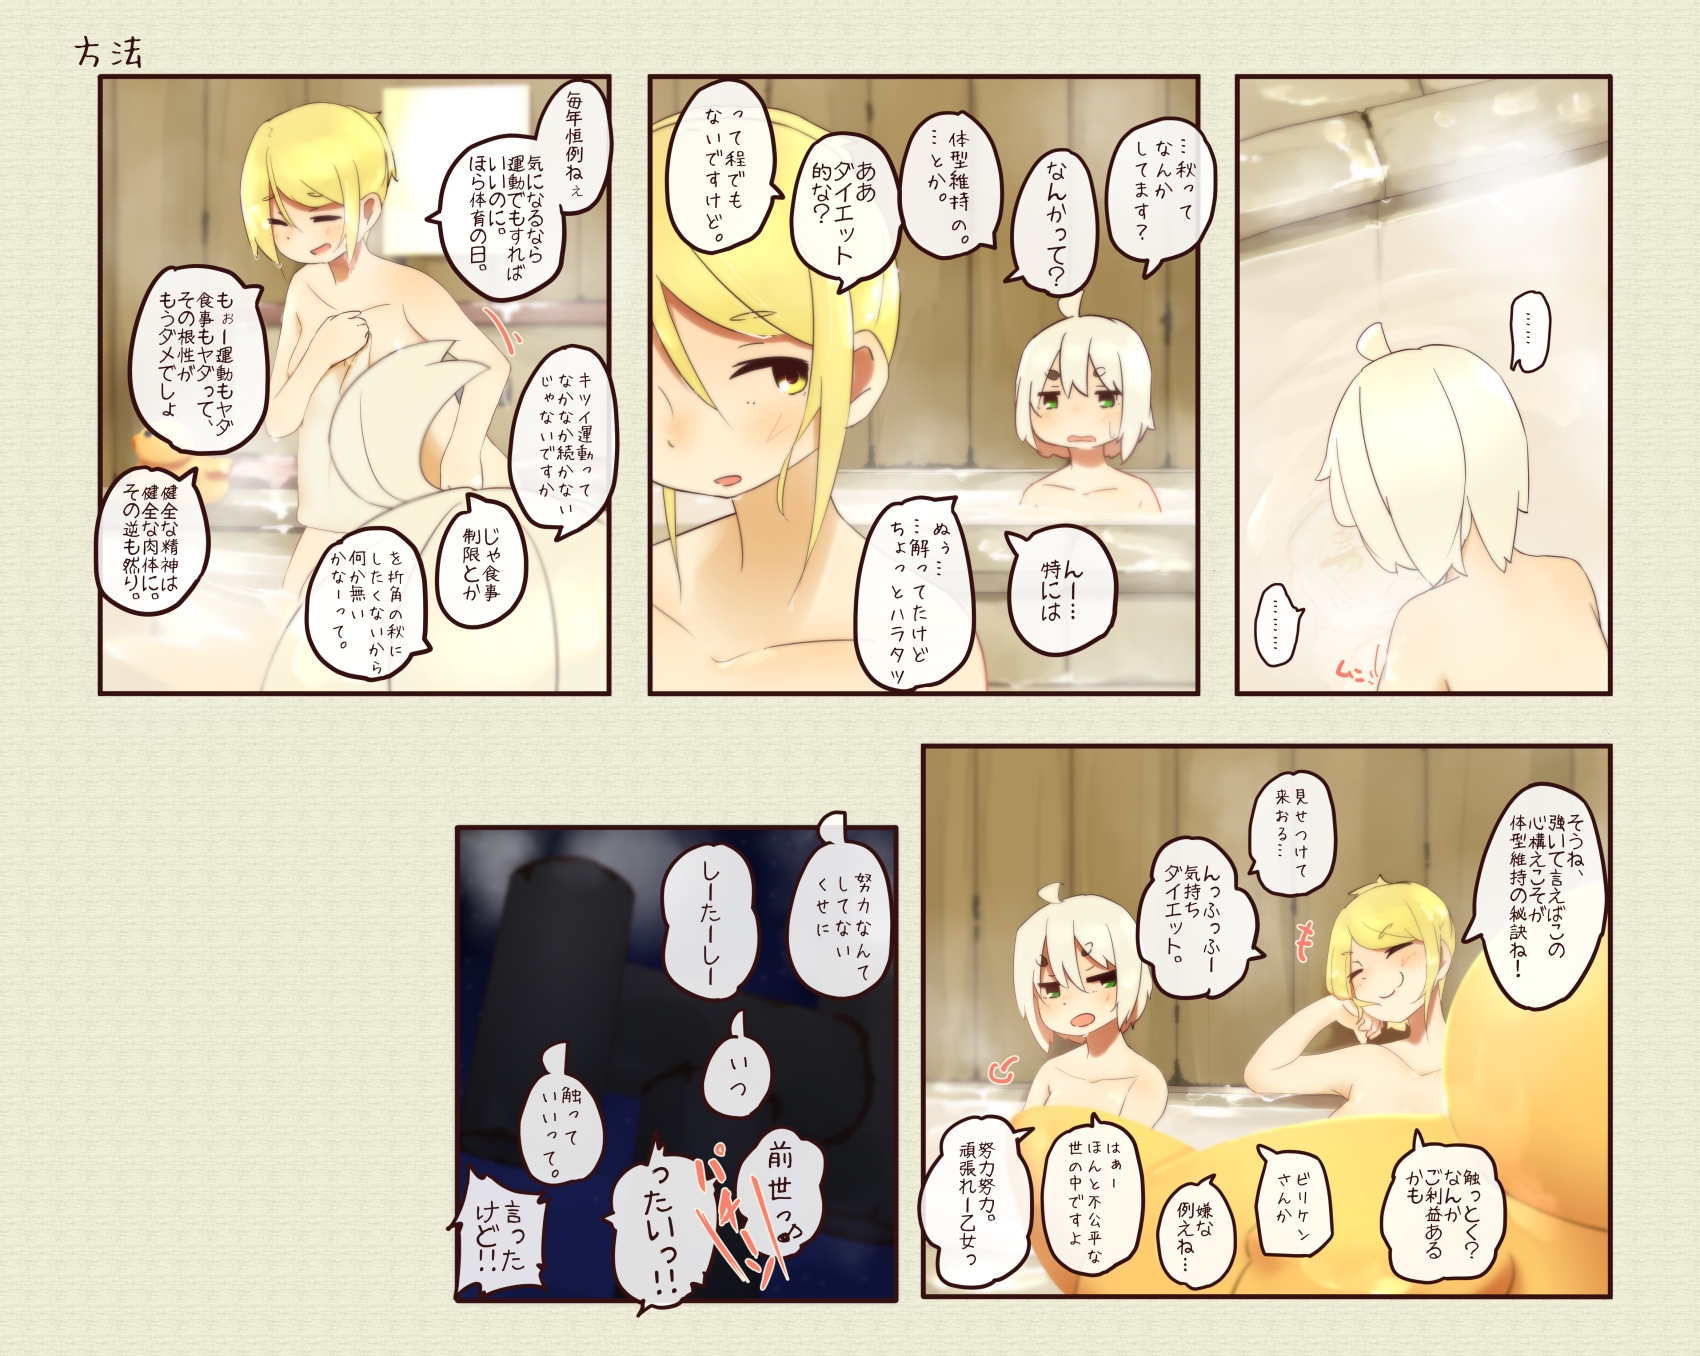 方法
……
………
ムニ
…秋って
なんか
してます?
なんかって?
体型維持の。
…とか。
ああ
ダイエット
的な?
って程でも
ないですけど。
んー…
特には
ぬぅ…
…解ってたけど
ちょっとハラタツ
毎年恒例ねぇ
気になるなら
運動でもすれば
いいのに。
ほら体育の日。
キツイ運動って
なかなか続かない
じゃないですか
じゃ食事
制限とか
を折角の秋に
したくないから
何か無い
かなーって。
もぉー運動もヤダ
食事もヤダって、
その根性が
もうダメでしょ
健全な精神は
健全な肉体に。
その逆も然り。
そうね、
強いて言えばこの
心構えこそが
体型維持の秘訣ね!
見せつけて
来おる…
んっふっふー
気持ち
ダイエット。
触っとく?
なんか
ご利益ある
かも
ビリケン
さんか
嫌な
例えね…
はぁー
ほんと不公平な
世の中ですよ
努力努力。
頑張れー乙女っ
努力なんて
してない
くせに
しーたーしー
いつ
前世っ♪
パチーン
ったいっ!!
触って
いいって。
言った
けど!!